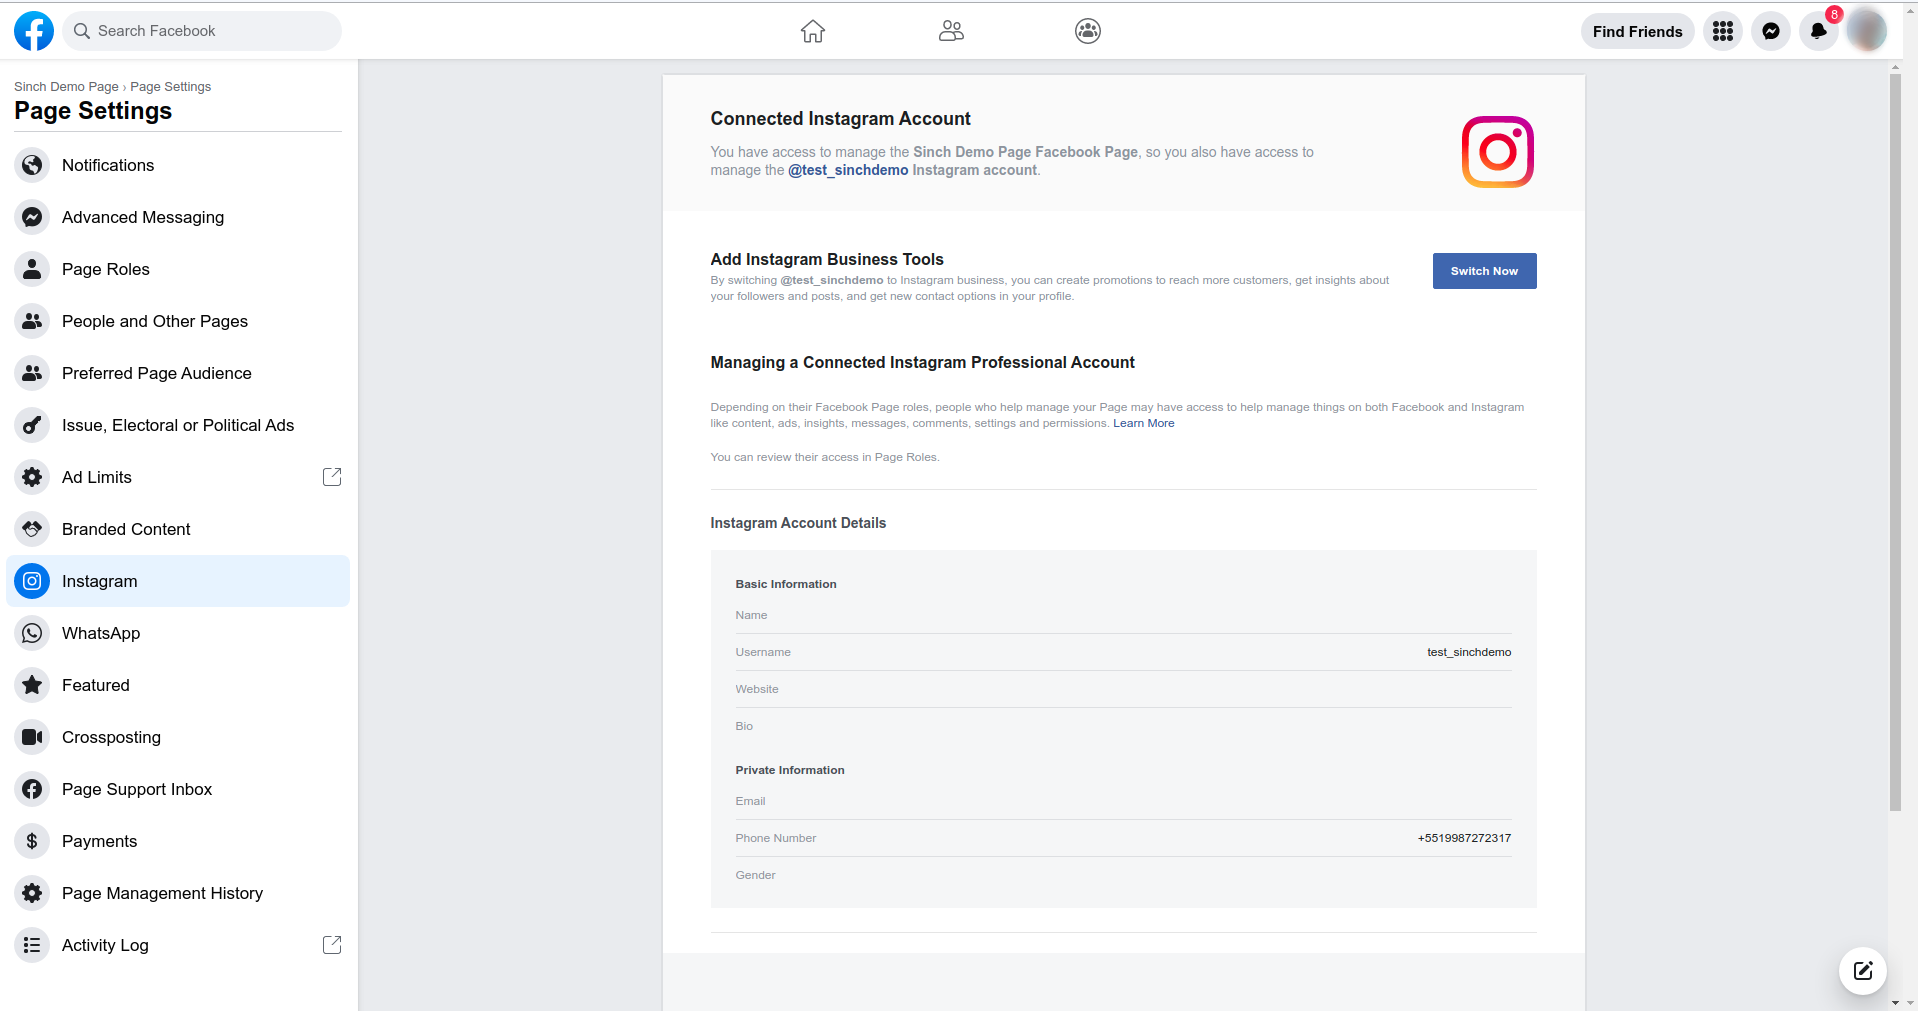 Search Facebook
Find Friends
8
Sinch Demo Page › Page Settings
Page Settings
Notifications
Advanced Messaging
Page Roles
People and Other Pages
Preferred Page Audience
Issue, Electoral or Political Ads
Ad Limits
Branded Content
Instagram
WhatsApp
Featured
Crossposting
Page Support Inbox
Payments
Page Management History
Activity Log
Connected Instagram Account
You have access to manage the Sinch Demo Page Facebook Page, so you also have access to
manage the @test_sinchdemo Instagram account.
Add Instagram Business Tools
By switching @test_sinchdemo to Instagram business, you can create promotions to reach more customers, get insights about
your followers and posts, and get new contact options in your profile.
Switch Now
Managing a Connected Instagram Professional Account
Depending on their Facebook Page roles, people who help manage your Page may have access to help manage things on both Facebook and Instagram
like content, ads, insights, messages, comments, settings and permissions. Learn More
You can review their access in Page Roles.
Instagram Account Details
Basic Information
Name
Username test_sinchdemo
Website
Bio
Private Information
Email
Phone Number +5519987272317
Gender